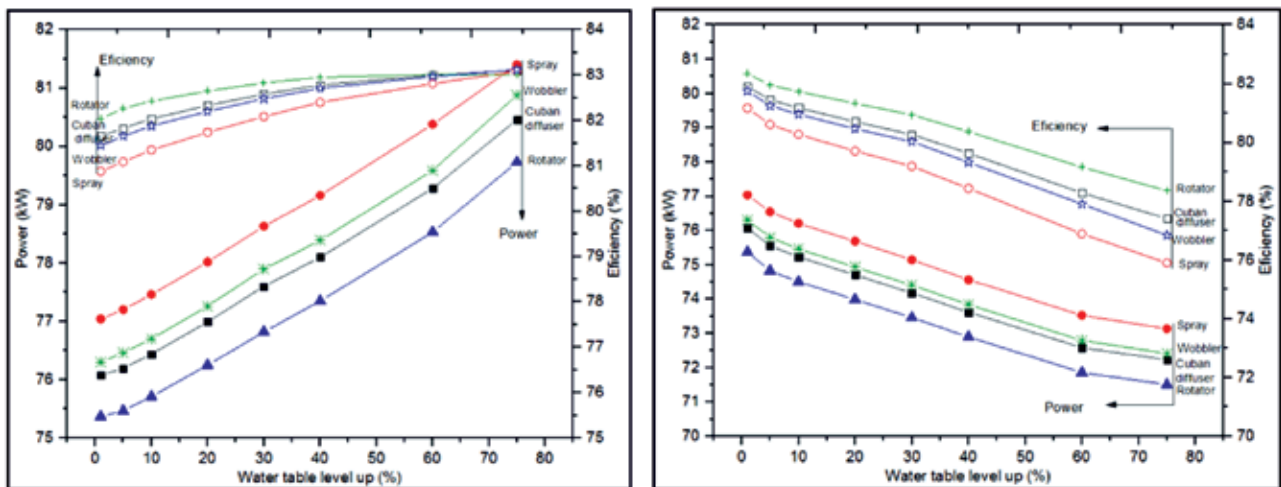 82
84
81
83
80
82
79
81
78
80
77
79
76
78
75
77
76
75
Power (kW)
Eficiency (%)
Eficiency
Rotator
Cuban
diffuser
Wobbler
Spray
Spray
Wobbler
Cuban
diffuser
Rotator
Power
0 10 20 30 40 50 60 70 80
Water table level up (%)
82
81
80
79
78
77
76
75
74
73
72
71
70
Power (kW)
84
82
80
78
76
74
72
70
Eficiency (%)
Eficiency
Rotator
Cuban
diffuser
Wobbler
Spray
Spray
Wobbler
Cuban
diffuser
Rotator
Power
0 10 20 30 40 50 60 70 80
Water table level up (%)